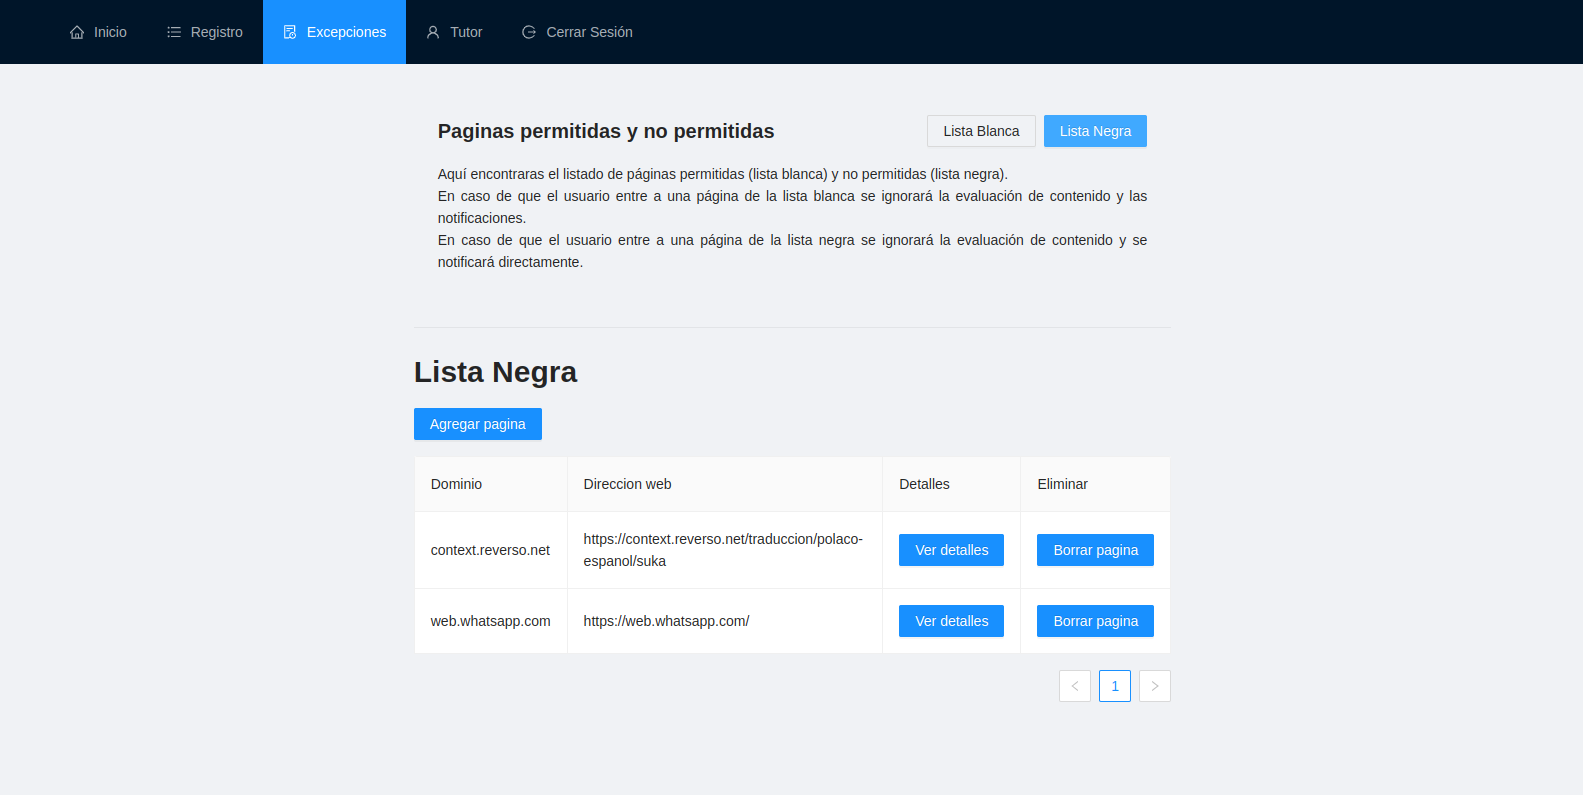 Inicio
Registro
Excepciones
Tutor
Cerrar Sesión
Paginas permitidas y no permitidas
Lista Blanca
Lista Negra
Aquí encontraras el listado de páginas permitidas (lista blanca) y no permitidas (lista negra).
En caso de que el usuario entre a una página de la lista blanca se ignorará la evaluación de contenido y las
notificaciones.
En caso de que el usuario entre a una página de la lista negra se ignorará la evaluación de contenido y se
notificará directamente.
Lista Negra
Agregar pagina
Dominio
Direccion web
Detalles
Eliminar
context.reverso.net
https://context.reverso.net/traduccion/polaco-
espanol/suka
Ver detalles
Borrar pagina
web.whatsapp.com
https://web.whatsapp.com/
Ver detalles
Borrar pagina
1